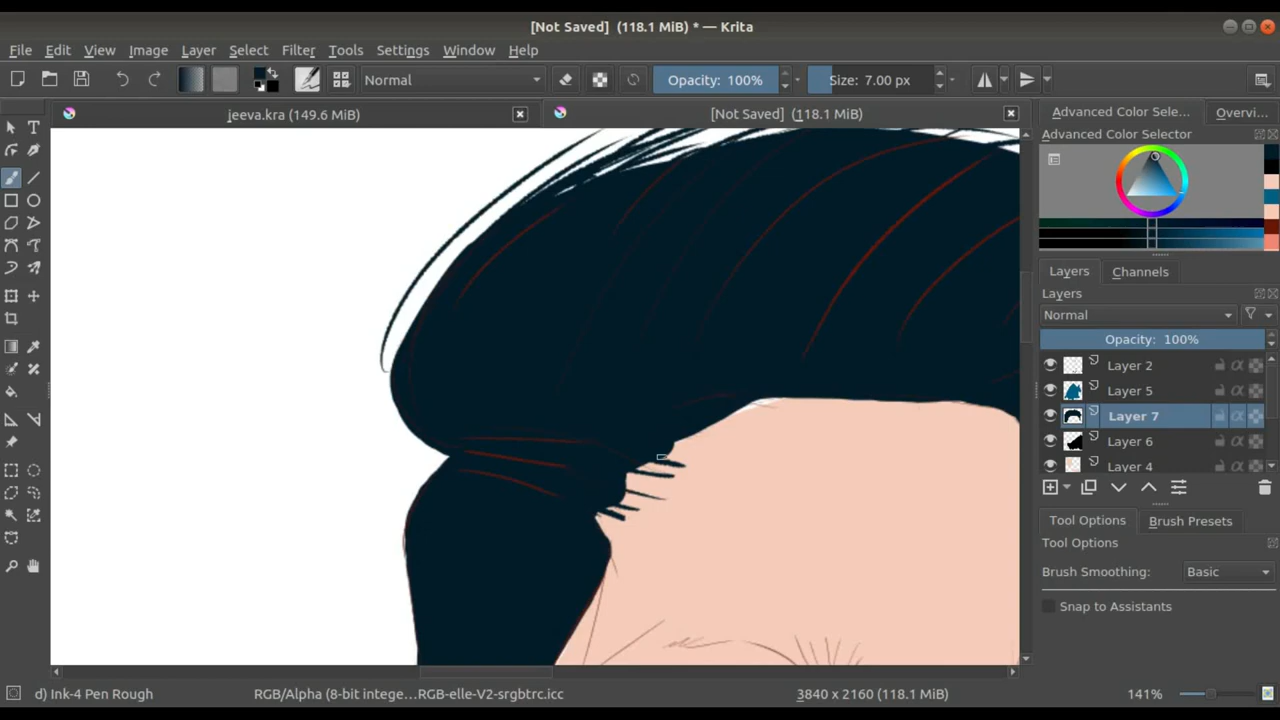 [Not Saved]  (118.1 MiB) * — Krita
File Edit View Image Layer Select Filter Tools Settings Window Help
Normal Opacity: 100% Size: 7.00 px
jeeva.kra (149.6 MiB) [Not Saved] (118.1 MiB) Advanced Color Sele... Overvi...
Advanced Color Selector
Layers Channels
Layers
Normal
Opacity: 100%
Layer 2
Layer 5
Layer 7
Layer 6
Layer 4
Tool Options Brush Presets
Tool Options
Brush Smoothing: Basic
Snap to Assistants
d) Ink-4 Pen Rough RGB/Alpha (8-bit intege...RGB-elle-V2-srgbtrc.icc 3840 x 2160 (118.1 MiB) 141%